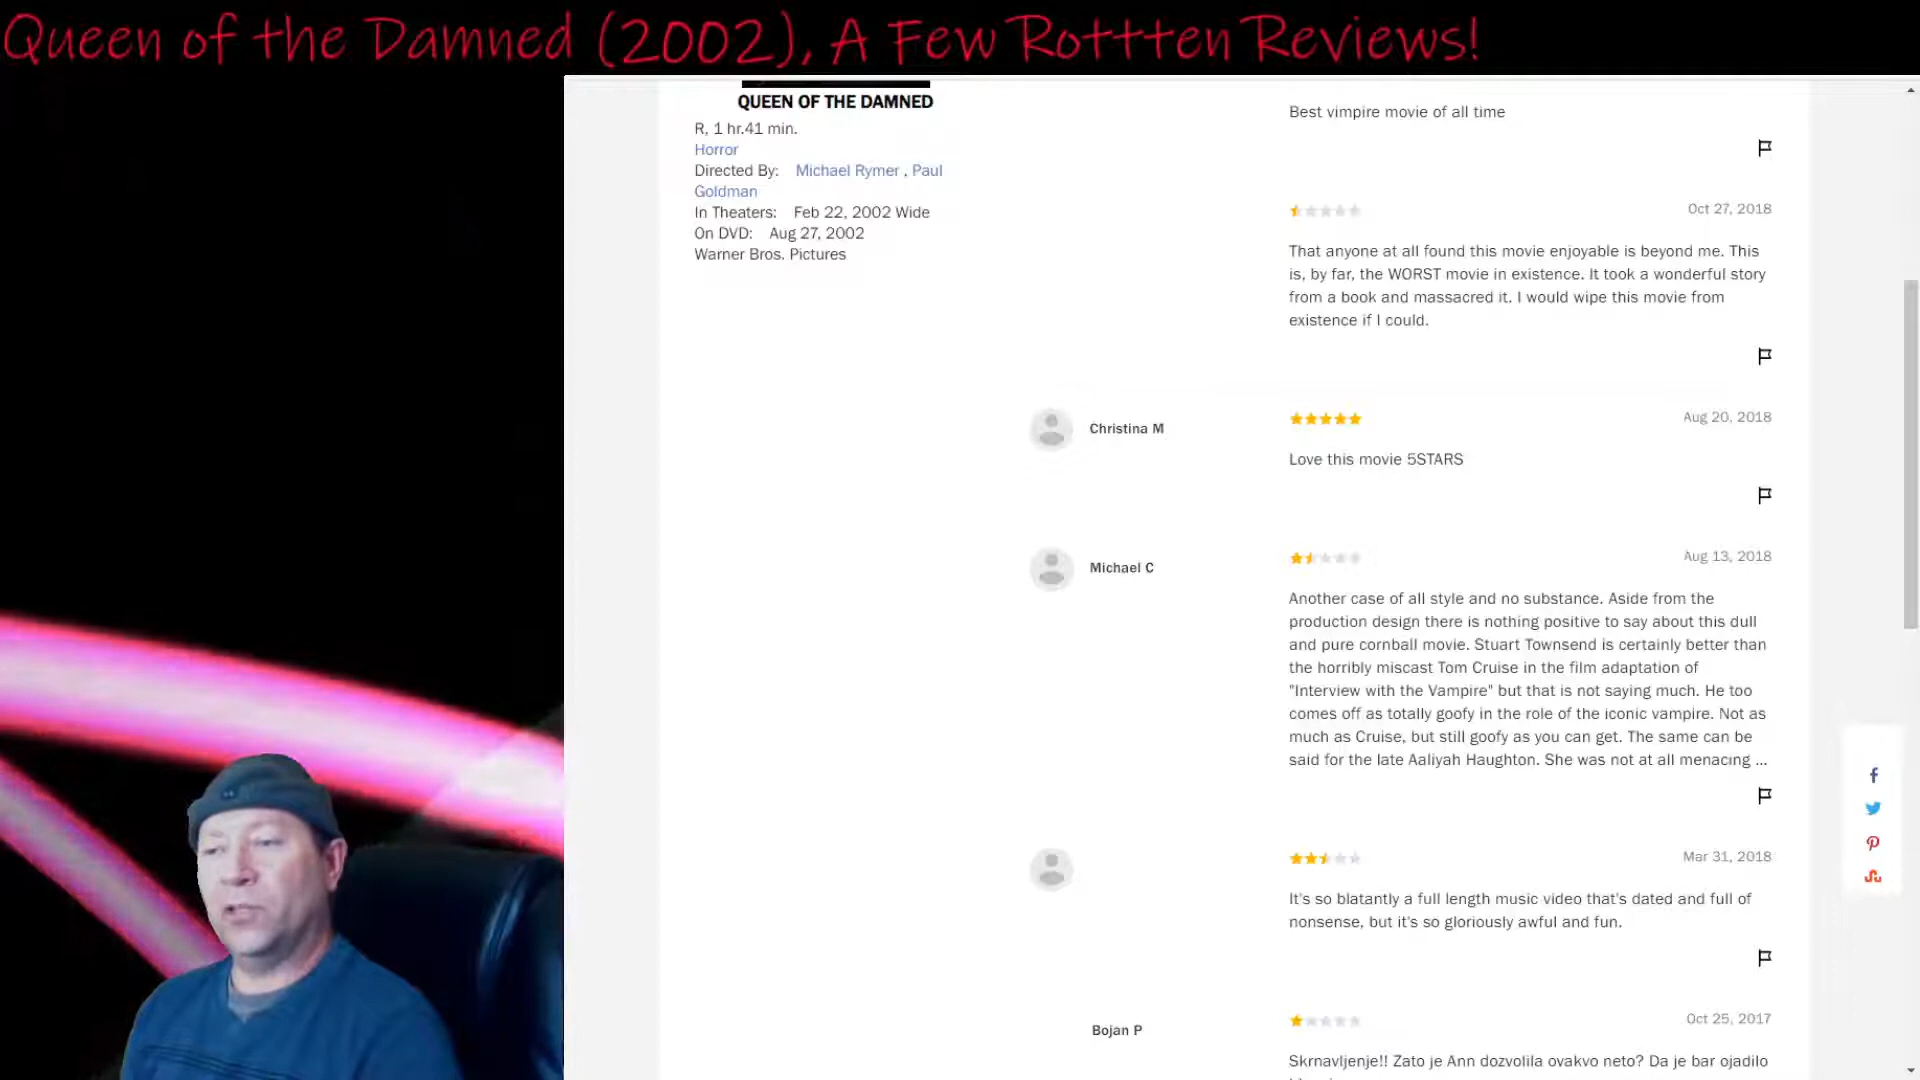 Queen of the Damned (2002), A Few Rottten Reviews!
QUEEN OF THE DAMNED
R, 1 hr.41 min.
Horror
Directed By: Michael Rymer , Paul
Goldman
In Theaters: Feb 22, 2002 Wide
On DVD: Aug 27, 2002
Warner Bros. Pictures
Best vimpire movie of all time
Oct 27, 2018
That anyone at all found this movie enjoyable is beyond me. This
is, by far, the WORST movie in existence. It took a wonderful story
from a book and massacred it. I would wipe this movie from
existence if I could.
Christina M
Aug 20, 2018
Love this movie 5STARS
Michael C
Aug 13, 2018
Another case of all style and no substance. Aside from the
production design there is nothing positive to say about this dull
and pure cornball movie. Stuart Townsend is certainly better than
the horribly miscast Tom Cruise in the film adaptation of
"Interview with the Vampire" but that is not saying much. He too
comes off as totally goofy in the role of the iconic vampire. Not as
much as Cruise, but still goofy as you can get. The same can be
said for the late Aaliyah Haughton. She was not at all menacing ...
Mar 31, 2018
It's so blatantly a full length music video that's dated and full of
nonsense, but it's so gloriously awful and fun.
Bojan P
Oct 25, 2017
Skrnavljenje!! Zato je Ann dozvolila ovakvo neto? Da je bar ojadilo